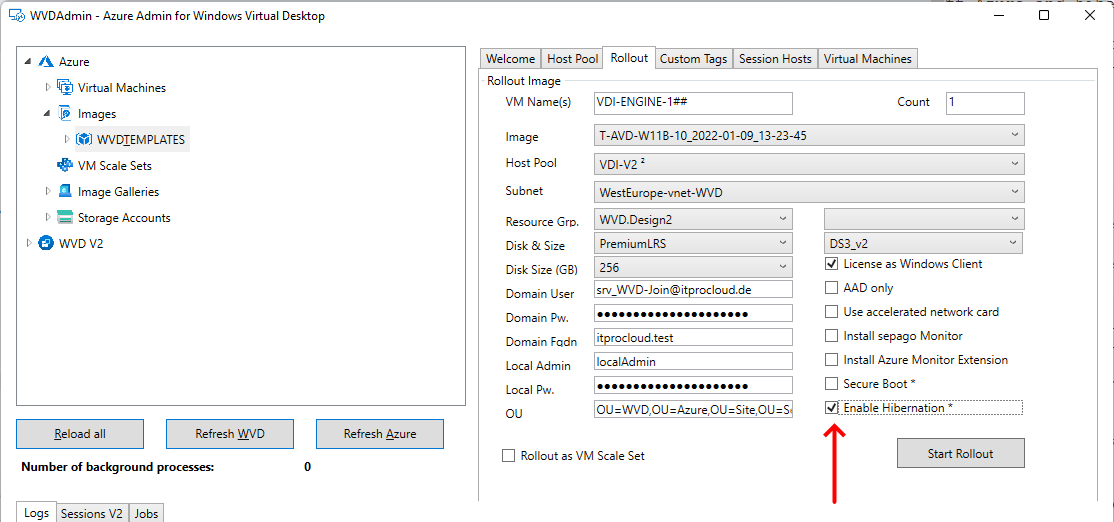 WVDAdmin - Azure Admin for Windows Virtual Desktop
Azure
Virtual Machines
Images
WVDTEMPLATES
VM Scale Sets
Image Galleries
Storage Accounts
WVD V2
Reload all
Refresh WVD
Refresh Azure
Number of background processes: 0
Logs Sessions V2 Jobs
Welcome Host Pool Rollout Custom Tags Session Hosts Virtual Machines
Rollout Image
VM Name(s) VDI-ENGINE-1## Count 1
Image T-AVD-W11B-10_2022-01-09_13-23-45
Host Pool VDI-V2 ²
Subnet WestEurope-vnet-WVD
Resource Grp. WVD.Design2
Disk & Size PremiumLRS DS3_v2
Disk Size (GB) 256
License as Windows Client
Domain User srv_WVD-Join@itprocloud.de
AAD only
Domain Pw. ●●●●●●●●●●●●●●●●●●●●●
Use accelerated network card
Domain Fqdn itprocloud.test
Install sepago Monitor
Local Admin localAdmin
Install Azure Monitor Extension
Local Pw. ●●●●●●●●●●●●●●●●●●●●●
Secure Boot *
OU OU=WVD,OU=Azure,OU=Site,OU=Se
Enable Hibernation *
Rollout as VM Scale Set
Start Rollout